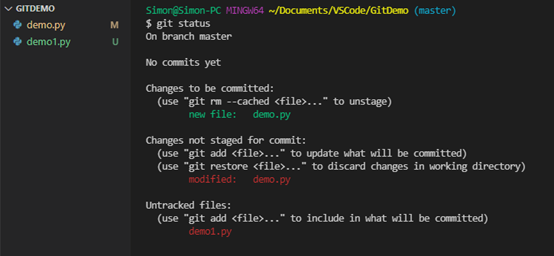 GITDEMO
demo.py M
demo1.py U
Simon@Simon-PC MINGW64 ~/Documents/VSCode/GitDemo (master)
$ git status
On branch master
No commits yet
Changes to be committed:
(use "git rm --cached <file>..." to unstage)
new file: demo.py
Changes not staged for commit:
(use "git add <file>..." to update what will be committed)
(use "git restore <file>..." to discard changes in working directory)
modified: demo.py
Untracked files:
(use "git add <file>..." to include in what will be committed)
demo1.py